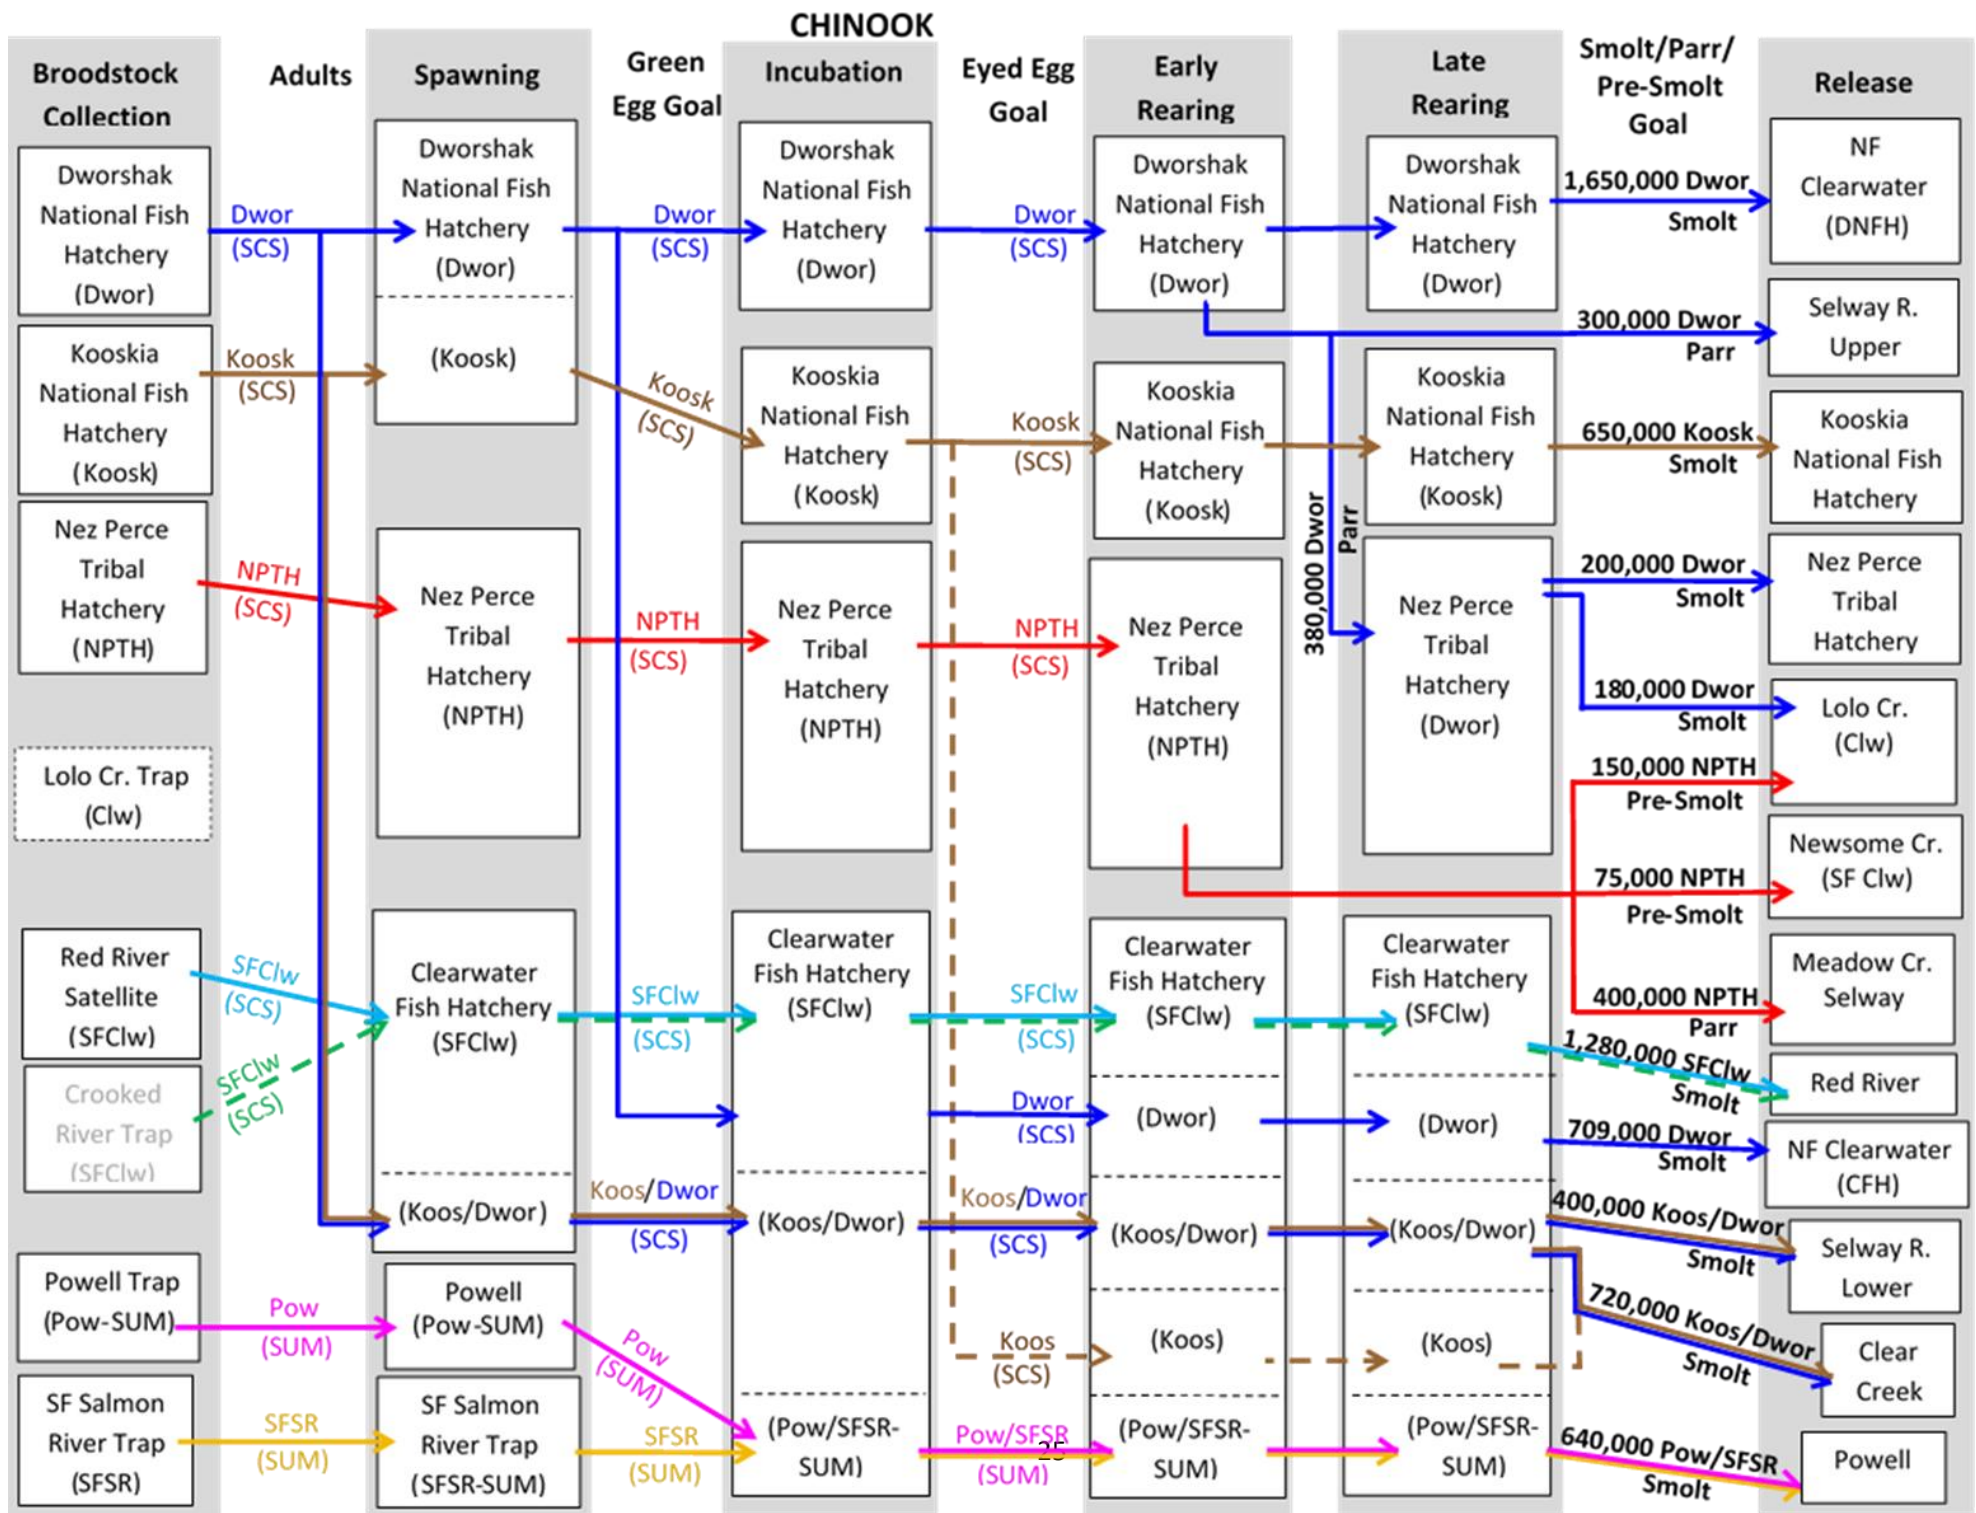 CHINOOK
Broodstock
Collection
Adults
Spawning
Green
Egg Goal
Incubation
Eyed Egg
Goal
Early
Rearing
Late
Rearing
Smolt/Parr/
Pre-Smolt
Goal
Release
Dworshak
National Fish
Hatchery
(Dwor)
Kooskia
National Fish
Hatchery
(Koosk)
Nez Perce
Tribal
Hatchery
(NPTH)
Lolo Cr. Trap
(Clw)
Red River
Satellite
(SFClw)
Crooked
River Trap
(SFClw)
Powell Trap
(Pow-SUM)
SF Salmon
River Trap
(SFSR)
Dwor
(SCS)
Koosk
(SCS)
NPTH
(SCS)
SFClw
(SCS)
SFClw
(SCS)
Pow
(SUM)
SFSR
(SUM)
Dworshak
National Fish
Hatchery
(Dwor)
(Koosk)
Nez Perce
Tribal
Hatchery
(NPTH)
Clearwater
Fish Hatchery
(SFClw)
(Koos/Dwor)
Powell
(Pow-SUM)
SF Salmon
River Trap
(SFSR-SUM)
Dwor
(SCS)
Koosk
(SCS)
NPTH
(SCS)
SFClw
(SCS)
Koos/Dwor
(SCS)
Pow
(SUM)
SFSR
(SUM)
Dworshak
National Fish
Hatchery
(Dwor)
Kooskia
National Fish
Hatchery
(Koosk)
Nez Perce
Tribal
Hatchery
(NPTH)
Clearwater
Fish Hatchery
(SFClw)
(Koos/Dwor)
(Pow/SFSR-
SUM)
Dwor
(SCS)
Koosk
(SCS)
NPTH
(SCS)
SFClw
(SCS)
Dwor
(SCS)
Koos/Dwor
(SCS)
Koos
(SCS)
Pow/SFSR
25
(SUM)
Dworshak
National Fish
Hatchery
(Dwor)
Kooskia
National Fish
Hatchery
(Koosk)
Nez Perce
Tribal
Hatchery
(NPTH)
Clearwater
Fish Hatchery
(SFClw)
(Dwor)
(Koos/Dwor)
(Koos)
(Pow/SFSR-
SUM)
380,000 Dwor
Parr
Dworshak
National Fish
Hatchery
(Dwor)
Kooskia
National Fish
Hatchery
(Koosk)
Nez Perce
Tribal
Hatchery
(Dwor)
Clearwater
Fish Hatchery
(SFClw)
(Dwor)
(Koos/Dwor)
(Koos)
(Pow/SFSR-
SUM)
1,650,000 Dwor
Smolt
300,000 Dwor
Parr
650,000 Koosk
Smolt
200,000 Dwor
Smolt
180,000 Dwor
Smolt
150,000 NPTH
Pre-Smolt
75,000 NPTH
Pre-Smolt
400,000 NPTH
Parr
1,280,000 SFClw
Smolt
709,000 Dwor
Smolt
400,000 Koos/Dwor
Smolt
720,000 Koos/Dwor
Smolt
640,000 Pow/SFSR
Smolt
NF
Clearwater
(DNFH)
Selway R.
Upper
Kooskia
National Fish
Hatchery
Nez Perce
Tribal
Hatchery
Lolo Cr.
(Clw)
Newsome Cr.
(SF Clw)
Meadow Cr.
Selway
Red River
NF Clearwater
(CFH)
Selway R.
Lower
Clear
Creek
Powell